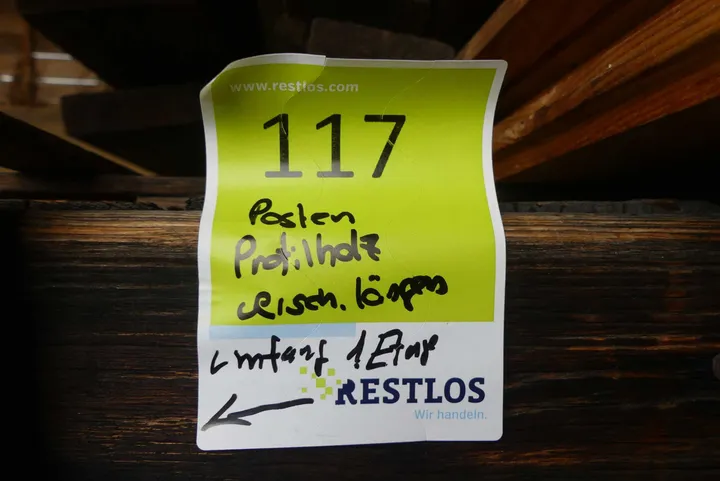 www.restlos.com
117
Posten
Profilholz
versch. längen
Umfang 1 Etage
RESTLOS
Wir handeln.